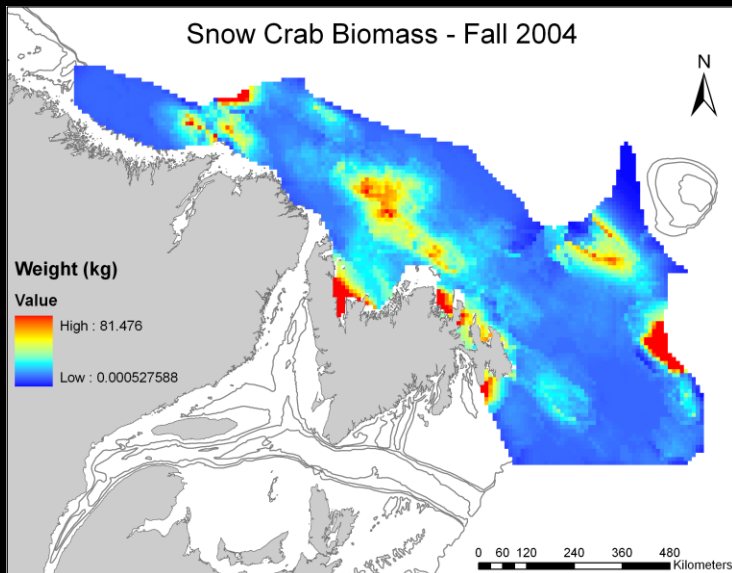 Snow Crab Biomass - Fall 2004
N
Weight (kg)
Value
High : 81.476
Low : 0.000527588
0 60 120 240 360 480
Kilometers